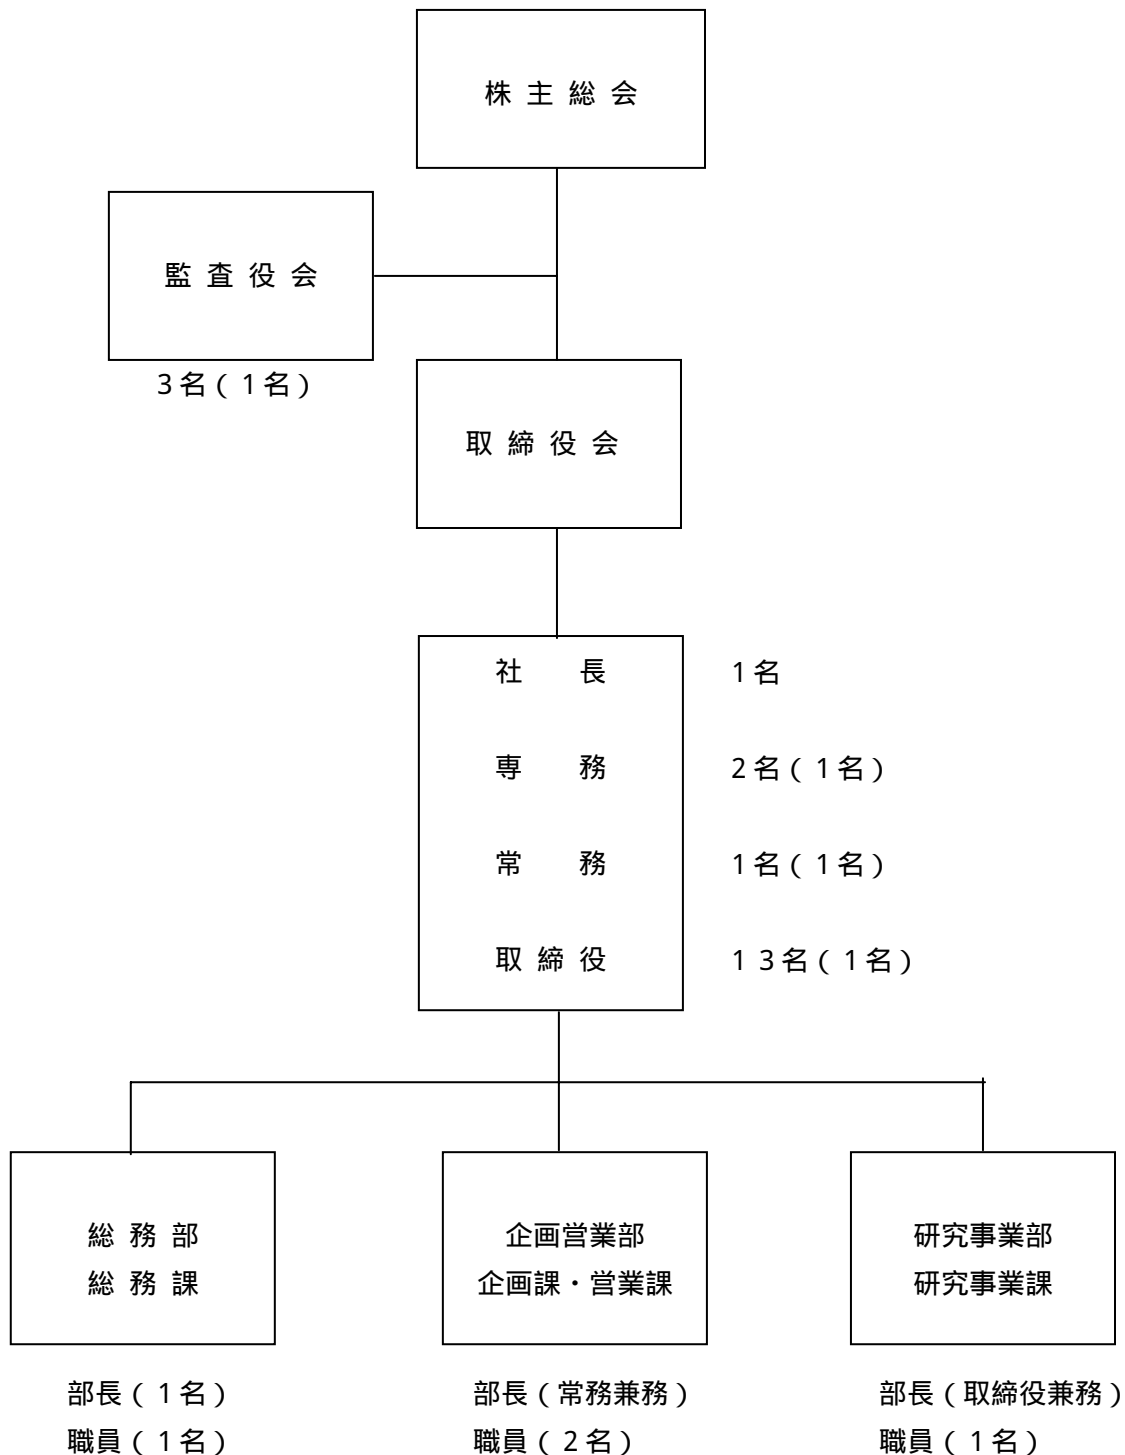 株主総会
監査役会
3名(1名)
取締役会
社　長　1名
専　務　2名(1名)
常　務　1名(1名)
取締役　13名(1名)
総務部
総務課
部長(1名)
職員(1名)
企画営業部
企画課・営業課
部長(常務兼務)
職員(2名)
研究事業部
研究事業課
部長(取締役兼務)
職員(1名)